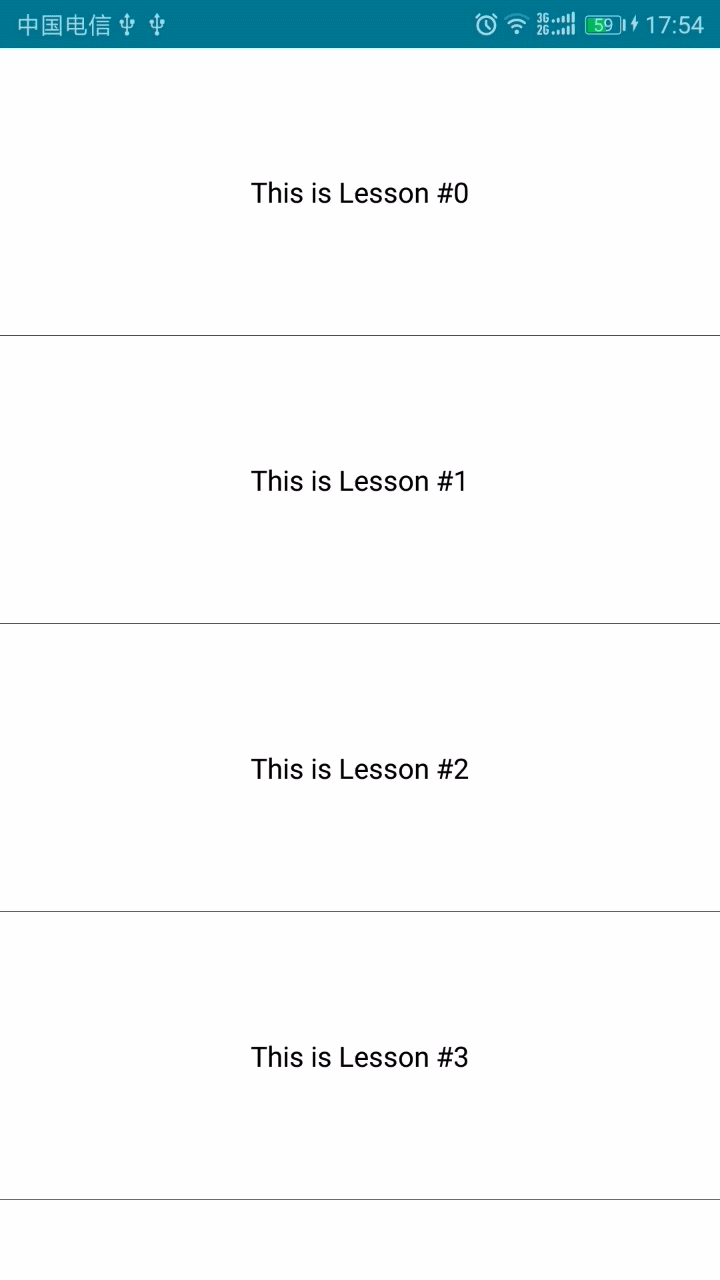 中国电信 3G 2G 59 17:54
This is Lesson #0
This is Lesson #1
This is Lesson #2
This is Lesson #3